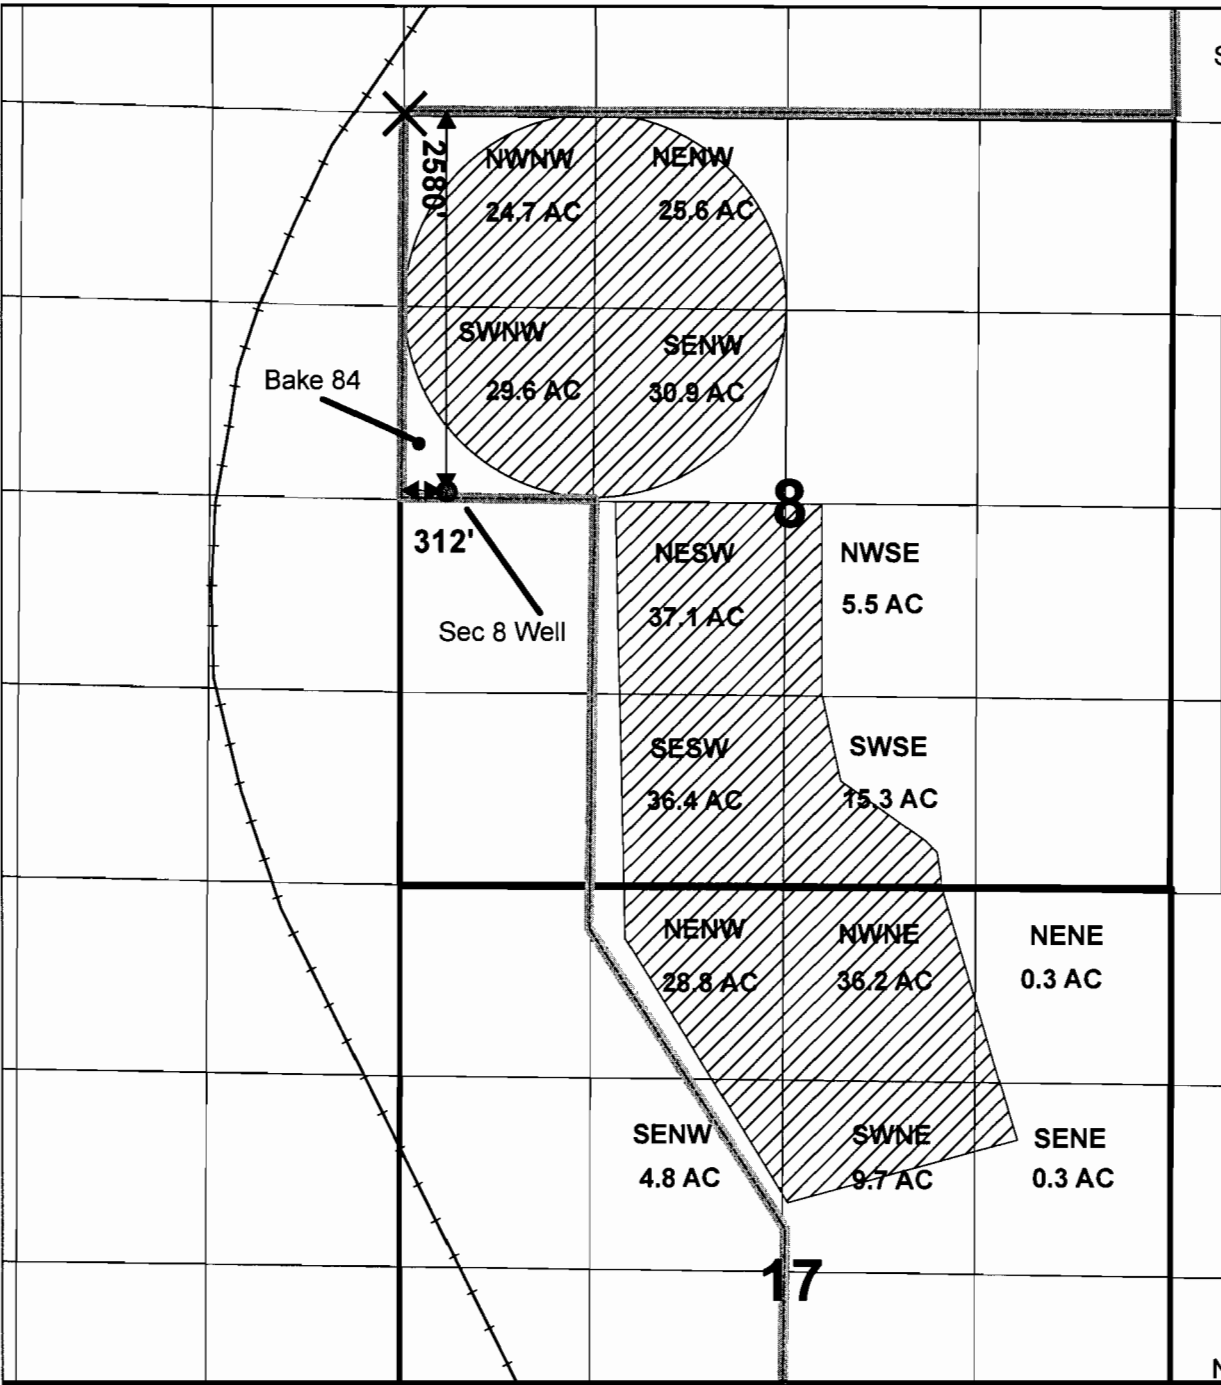 S
2580'
NWNW
NENW
24.7 AC
25.6 AC
SWNW
SENW
29.6 AC
30.9 AC
Bake 84
8
312'
Sec 8 Well
NESW
NWSE
37.1 AC
5.5 AC
SESW
SWSE
36.4 AC
15.3 AC
NENW
NWNE
NENE
28.8 AC
36.2 AC
0.3 AC
SENW
SWNE
SENE
4.8 AC
9.7 AC
0.3 AC
17
N